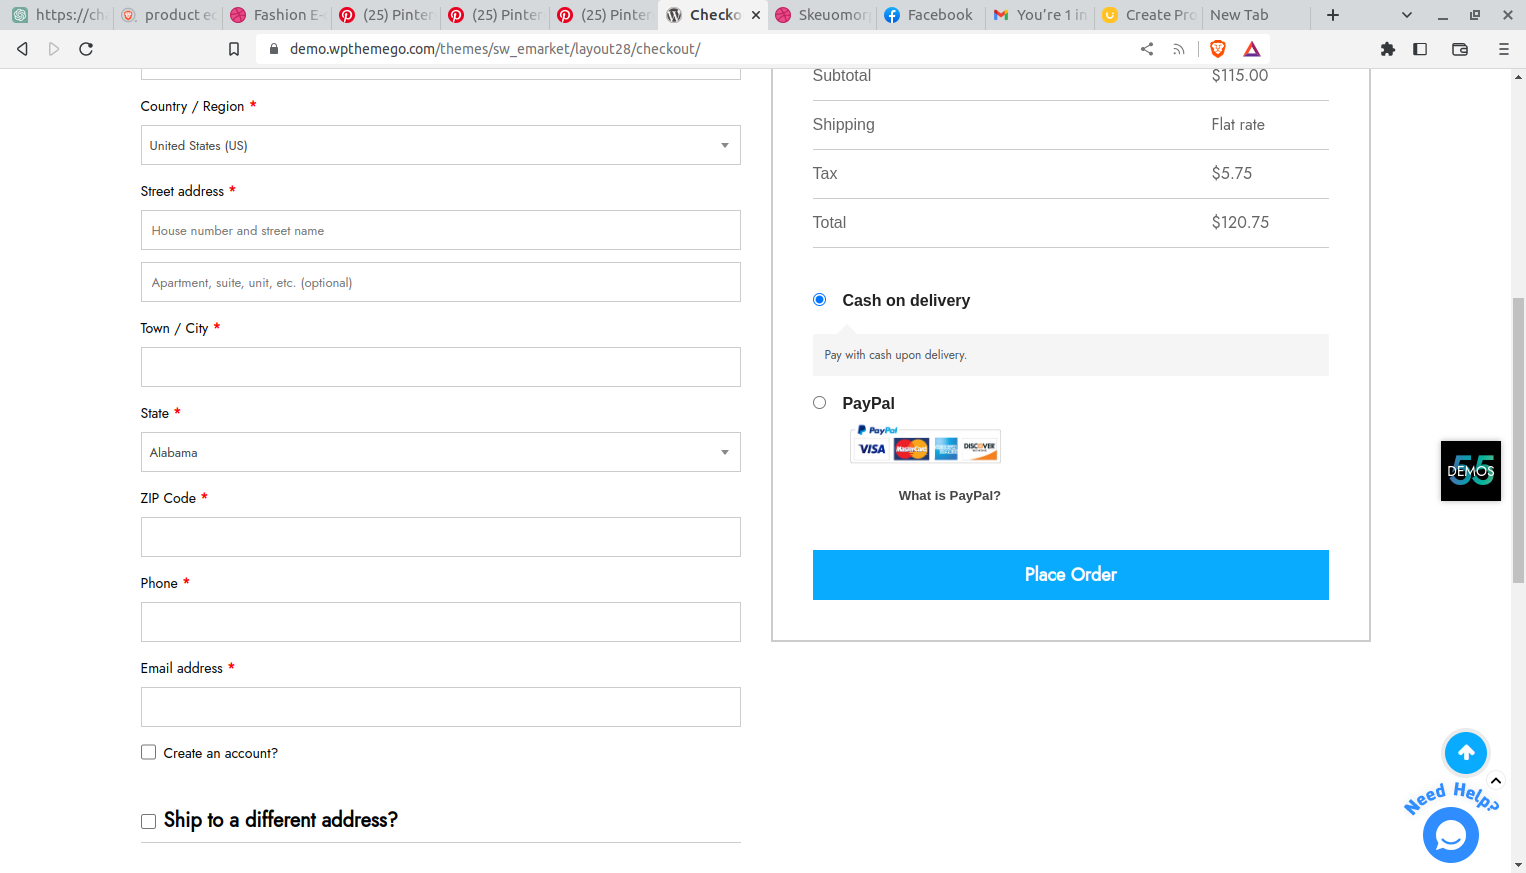 https://ch
product ec
Fashion E-
(25) Pinter
(25) Pinter
(25) Pinter
Checko
Skeuomor
Facebook
You're 1 in
Create Pro
New Tab
demo.wpthemego.com/themes/sw_emarket/layout28/checkout/
Country / Region *
United States (US)
Street address *
House number and street name
Apartment, suite, unit, etc. (optional)
Town / City *
State *
Alabama
ZIP Code *
Phone *
Email address *
Create an account?
Ship to a different address?
Subtotal $115.00
Shipping Flat rate
Tax $5.75
Total $120.75
Cash on delivery
Pay with cash upon delivery.
PayPal
PayPal
VISA MasterCard DISCOVER
What is PayPal?
Place Order
55
DEMOS
Need Help?